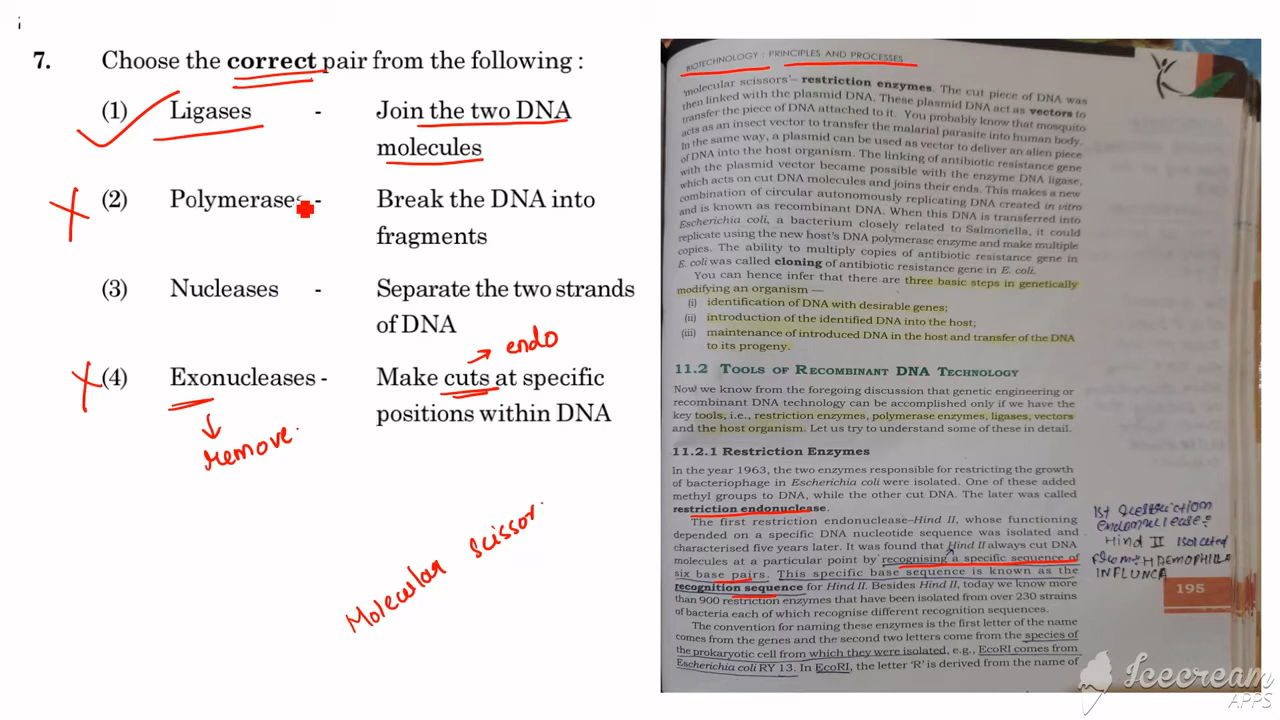 7. Choose the correct pair from the following :
(1) Ligases - Join the two DNA
molecules
(2) Polymerases - Break the DNA into
fragments
(3) Nucleases - Separate the two strands
of DNA
endo
(4) Exonucleases - Make cuts at specific
positions within DNA
remove
Molecular scissor
BIOTECHNOLOGY : PRINCIPLES AND PROCESSES
'molecular scissors'– restriction enzymes. The cut piece of DNA was
then linked with the plasmid DNA. These plasmid DNA act as vectors to
transfer the piece of DNA attached to it. You probably know that mosquito
acts as an insect vector to transfer the malarial parasite into human body.
In the same way, a plasmid can be used as vector to deliver an alien piece
of DNA into the host organism. The linking of antibiotic resistance gene
with the plasmid vector became possible with the enzyme DNA ligase,
which acts on cut DNA molecules and joins their ends. This makes a new
combination of circular autonomously replicating DNA created in vitro
and is known as recombinant DNA. When this DNA is transferred into
Escherichia coli, a bacterium closely related to Salmonella, it could
replicate using the new host's DNA polymerase enzyme and make multiple
copies. The ability to multiply copies of antibiotic resistance gene in
E. coli was called cloning of antibiotic resistance gene in E. coli.
You can hence infer that there are three basic steps in genetically
modifying an organism —
(i) identification of DNA with desirable genes;
(ii) introduction of the identified DNA into the host;
(iii) maintenance of introduced DNA in the host and transfer of the DNA
to its progeny.
11.2 TOOLS OF RECOMBINANT DNA TECHNOLOGY
Now we know from the foregoing discussion that genetic engineering or
recombinant DNA technology can be accomplished only if we have the
key tools, i.e., restriction enzymes, polymerase enzymes, ligases, vectors
and the host organism. Let us try to understand some of these in detail.
11.2.1 Restriction Enzymes
In the year 1963, the two enzymes responsible for restricting the growth
of bacteriophage in Escherichia coli were isolated. One of these added
methyl groups to DNA, while the other cut DNA. The later was called
restriction endonuclease.
The first restriction endonuclease–Hind II, whose functioning
depended on a specific DNA nucleotide sequence was isolated and
characterised five years later. It was found that Hind II always cut DNA
molecules at a particular point by recognising a specific sequence of
six base pairs. This specific base sequence is known as the
recognition sequence for Hind II. Besides Hind II, today we know more
than 900 restriction enzymes that have been isolated from over 230 strains
of bacteria each of which recognise different recognition sequences.
The convention for naming these enzymes is the first letter of the name
comes from the genes and the second two letters come from the species of
the prokaryotic cell from which they were isolated, e.g., EcoRI comes from
Escherichia coli RY 13. In EcoRI, the letter 'R' is derived from the name of
1st
Hind II isolated
INFLUNCA
195
Icecream
APPS